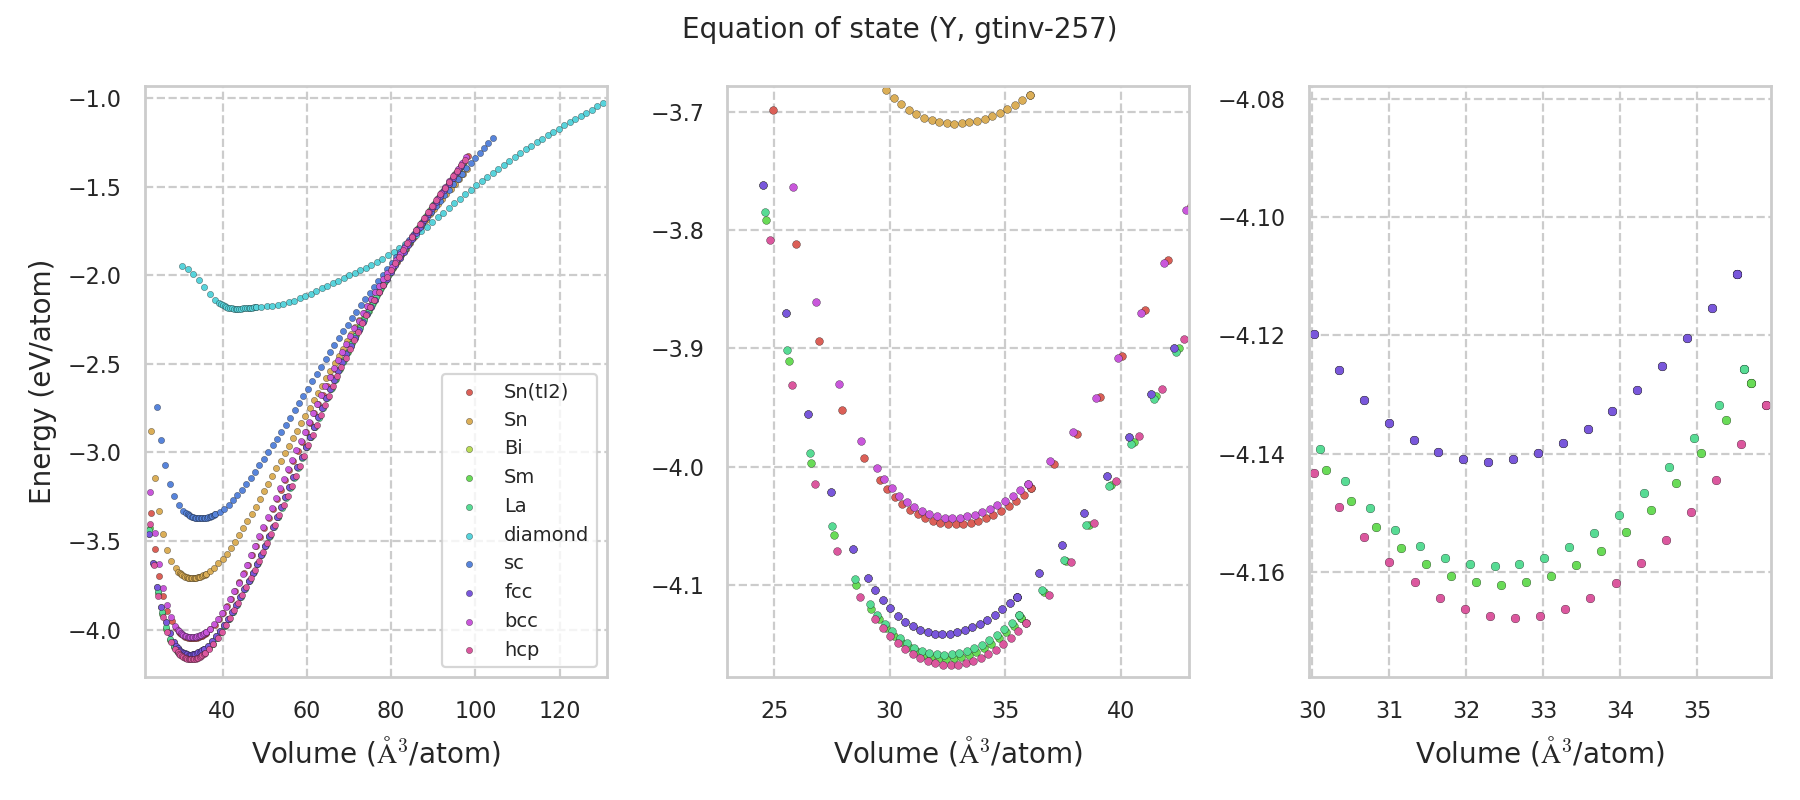 Equation of state (Y, gtinv-257)
Energy (eV/atom)
−1.0
−1.5
−2.0
−2.5
−3.0
−3.5
−4.0
40 60 80 100 120
Volume (Å³/atom)
Sn(tI2)
Sn
Bi
Sm
La
diamond
sc
fcc
bcc
hcp
−3.7
−3.8
−3.9
−4.0
−4.1
25 30 35 40
Volume (Å³/atom)
−4.08
−4.10
−4.12
−4.14
−4.16
30 31 32 33 34 35
Volume (Å³/atom)